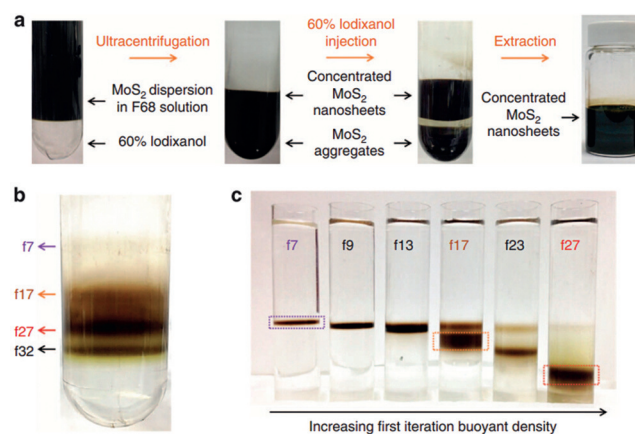 a
Ultracentrifugation
60% Iodixanol
injection
Extraction
MoS2 dispersion
in F68 solution
60% Iodixanol
Concentrated
MoS2
nanosheets
MoS2
aggregates
Concentrated
MoS2
nanosheets
b
f7
f17
f27
f32
c
f7 f9 f13 f17 f23 f27
Increasing first iteration buoyant density